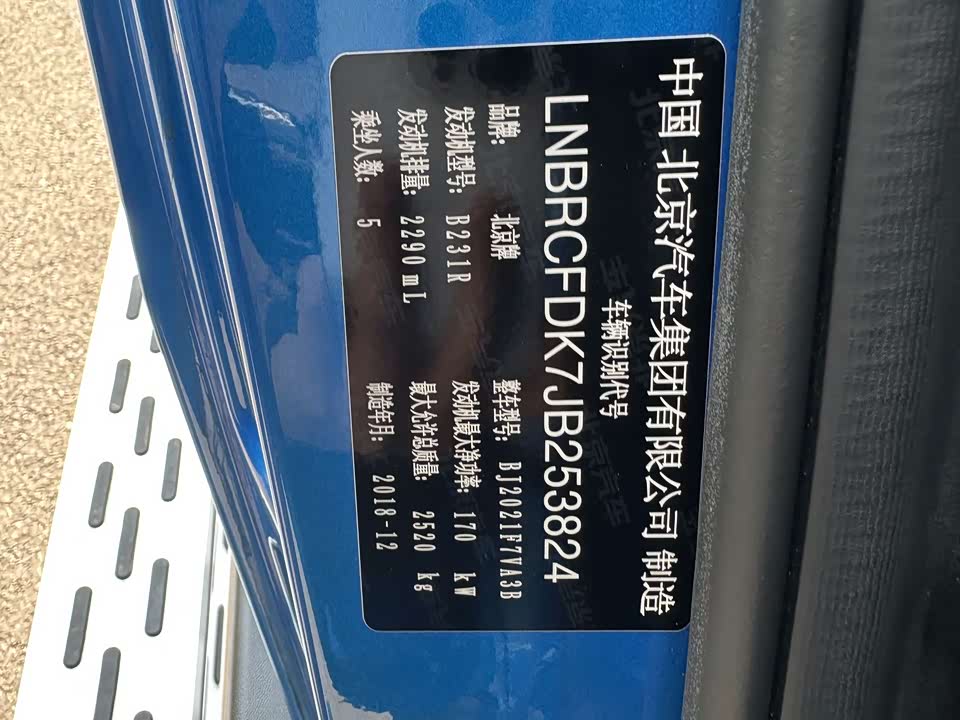 中国 北京汽车集团有限公司 制造
车辆识别代号
LNBRCFDK7JB253824
品牌: 北京牌 整车型号: BJ2021F7VA3B
发动机型号: B231R 发动机最大净功率: 170 kW
发动机排量: 2290 mL 最大允许总质量: 2520 kg
乘坐人数: 5 制造年月: 2018-12